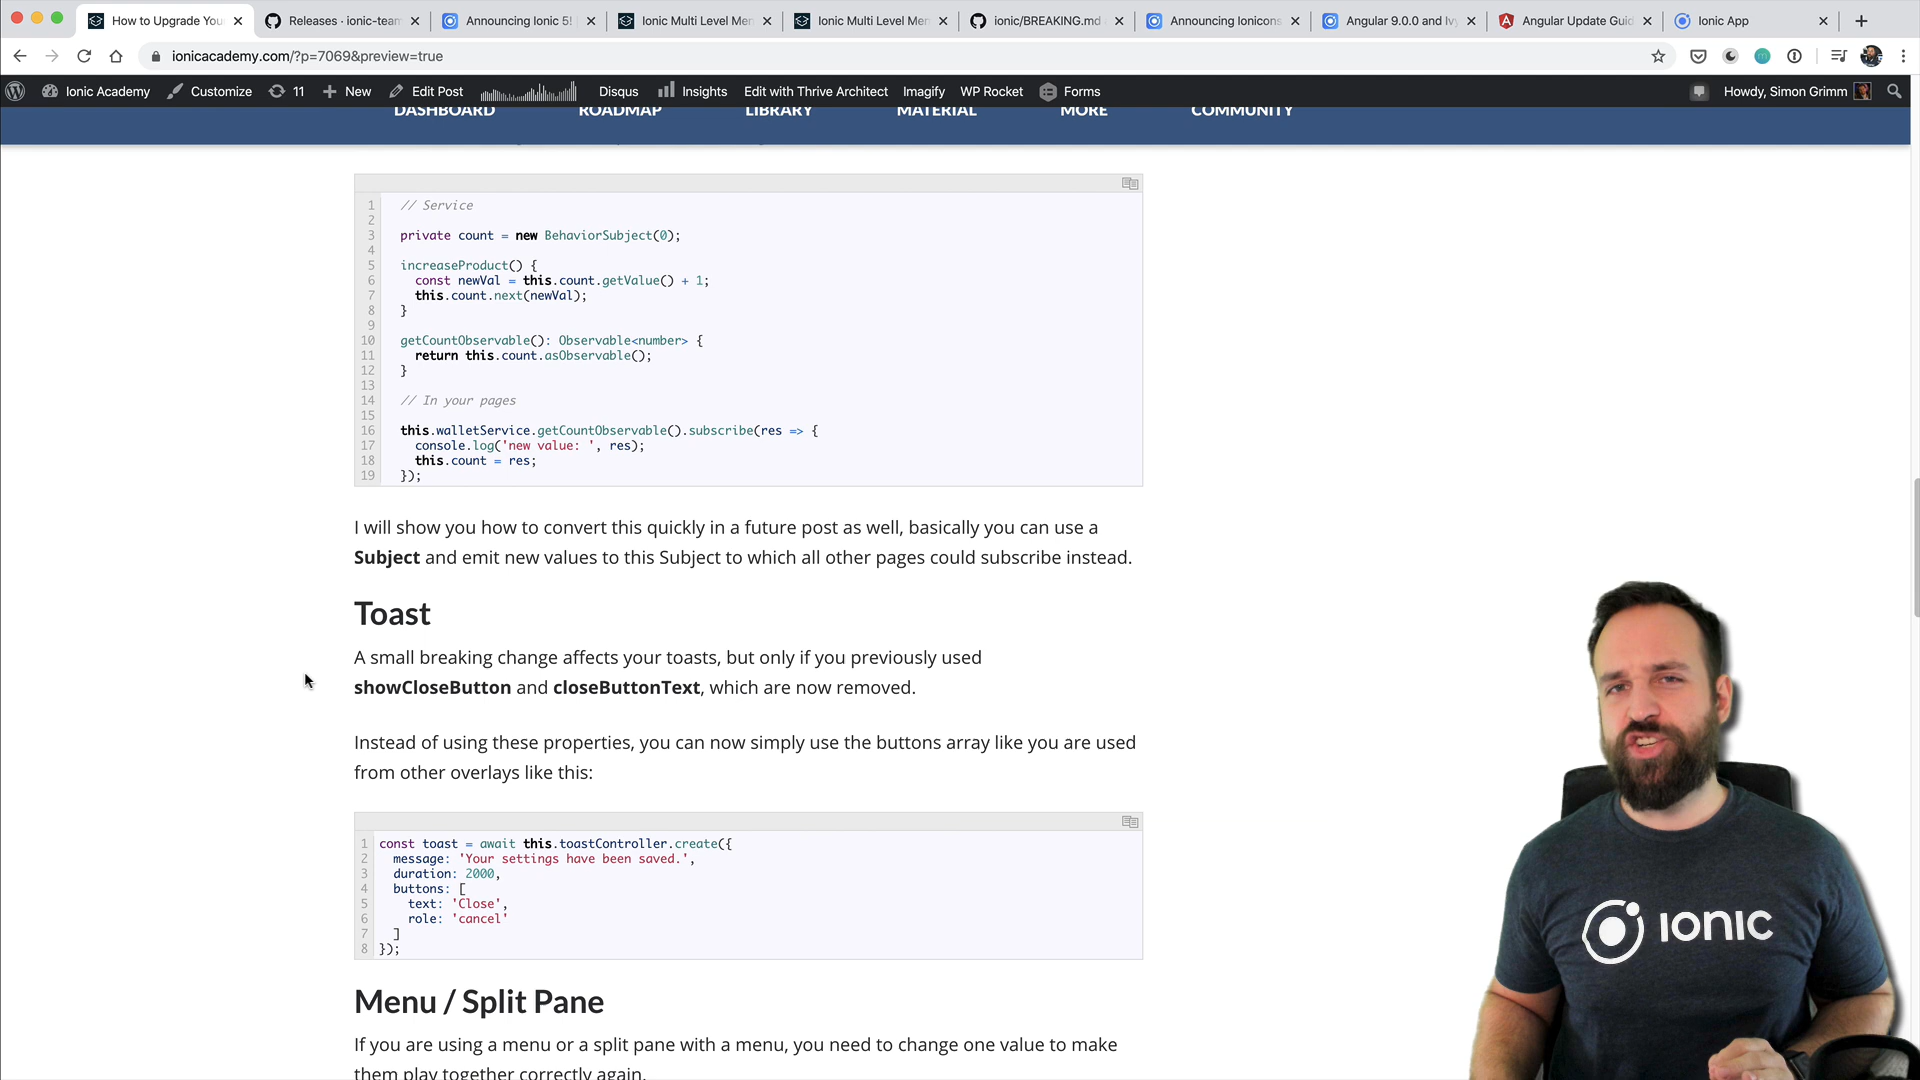 How to Upgrade You
Releases · ionic-team
Announcing Ionic 5!
Ionic Multi Level Me
Ionic Multi Level Me
ionic/BREAKING.md
Announcing Ionicons
Angular 9.0.0 and Iv
Angular Update Guid
Ionic App
ionicacademy.com/?p=7069&preview=true
Ionic Academy
Customize
11
New
Edit Post
Disqus
Insights
Edit with Thrive Architect
Imagify
WP Rocket
Forms
Howdy, Simon Grimm
DASHBOARD
ROADMAP
LIBRARY
MATERIAL
MORE
COMMUNITY
1 // Service
2
3 private count = new BehaviorSubject(0);
4
5 increaseProduct() {
6 const newVal = this.count.getValue() + 1;
7 this.count.next(newVal);
8 }
9
10 getCountObservable(): Observable<number> {
11 return this.count.asObservable();
12 }
13
14 // In your pages
15
16 this.walletService.getCountObservable().subscribe(res => {
17 console.log('new value: ', res);
18 this.count = res;
19 });
I will show you how to convert this quickly in a future post as well, basically you can use a
Subject and emit new values to this Subject to which all other pages could subscribe instead.
Toast
A small breaking change affects your toasts, but only if you previously used
showCloseButton and closeButtonText, which are now removed.
Instead of using these properties, you can now simply use the buttons array like you are used
from other overlays like this:
1 const toast = await this.toastController.create({
2 message: 'Your settings have been saved.',
3 duration: 2000,
4 buttons: [
5 text: 'Close',
6 role: 'cancel'
7 ]
8 });
Menu / Split Pane
If you are using a menu or a split pane with a menu, you need to change one value to make
them play together correctly again.
IONIC